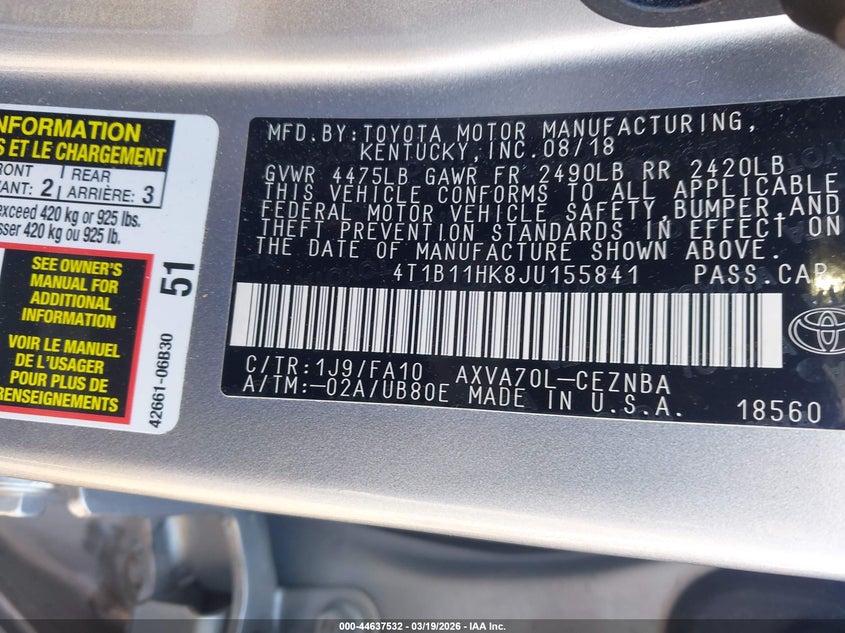 NFORMATION
S ET LE CHARGEMENT
RONT 2 REAR 3
ANT: ARRIÈRE:
exceed 420 kg or 925 lbs.
sser 420 kg ou 925 lb.
SEE OWNER'S
MANUAL FOR
ADDITIONAL
INFORMATION
VOIR LE MANUEL
DE L'USAGER
POUR PLUS DE
RENSEIGNEMENTS
51
42661-06B30
MFD.BY:TOYOTA MOTOR MANUFACTURING,
KENTUCKY,INC.08/18
GVWR 4475LB GAWR FR 2490LB RR 2420LB
THIS VEHICLE CONFORMS TO ALL APPLICABLE
FEDERAL MOTOR VEHICLE SAFETY,BUMPER,AND
THEFT PREVENTION STANDARDS IN EFFECT ON
THE DATE OF MANUFACTURE SHOWN ABOVE.
4T1B11HK8JU155841 PASS.CAR
C/TR:1J9/FA10 AXVA70L-CEZNBA
A/TM:-02A/UB80E MADE IN U.S.A. 18560
000-44637532 — 03/19/2026 — IAA Inc.